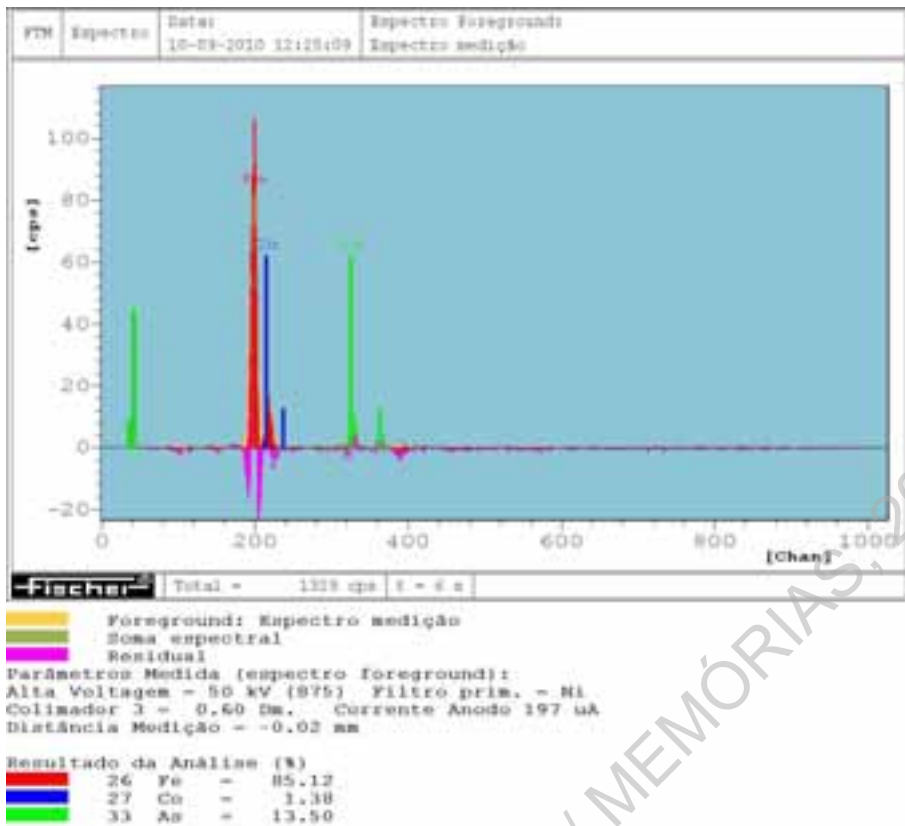 FTM Espectro Data: Espectro Foreground:
10-09-2010 12:25:09 Espectro medição
100
80
60
40
20
0
-20
[cps]
0 200 400 600 800 1000
[Chan]
Fischer Total = cps t = 6 s
Foreground: Espectro medição
Soma espectral
Residual
Parâmetros Medida (espectro foreground):
Alta Voltagem = 50 kV (875) Filtro prim. = Ni
Colimador 3 = 0.60 Dm. Corrente Anodo 197 uA
Distância Medição = -0.02 mm
Resultado da Análise (%)
26 Fe = 85.12
27 Co = 1.38
33 As = 13.50
MEMÓRIAS, 2